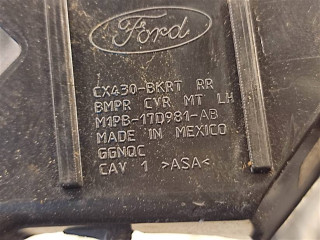 Ford
CX430-BKRT RR
BMPR CVR MT LH
M1PB-17D981-AB
MADE IN MEXICO
GGNQC
CAV 1 >ASA<